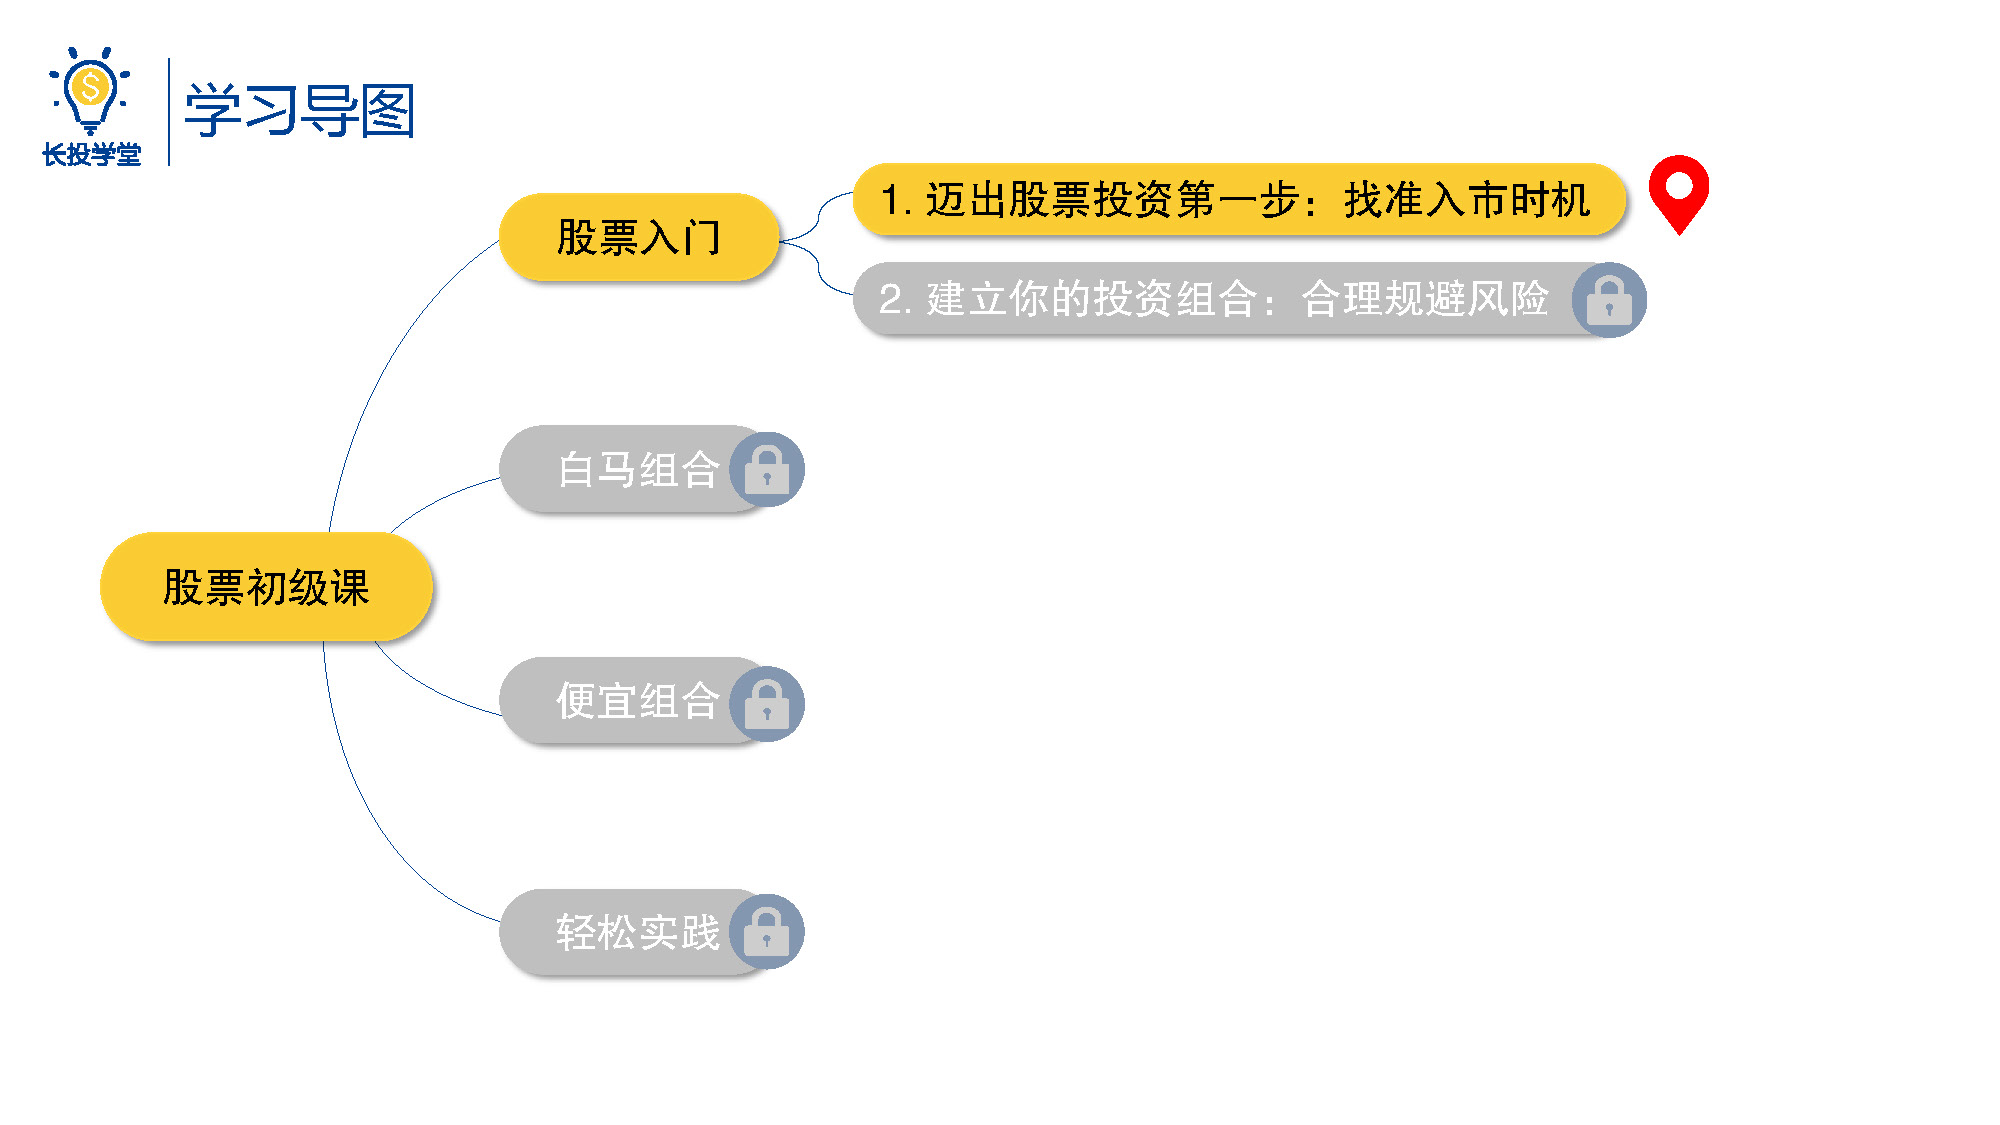 长投学堂
学习导图
股票入门
1. 迈出股票投资第一步：找准入市时机
2. 建立你的投资组合：合理规避风险
白马组合
股票初级课
便宜组合
轻松实践